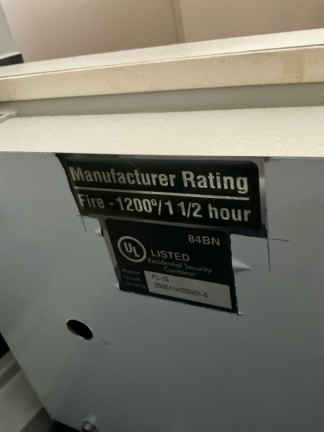 Manufacturer Rating
Fire - 1200°/1 1/2 hour
84BN
UL
LISTED
Residential Security
Container